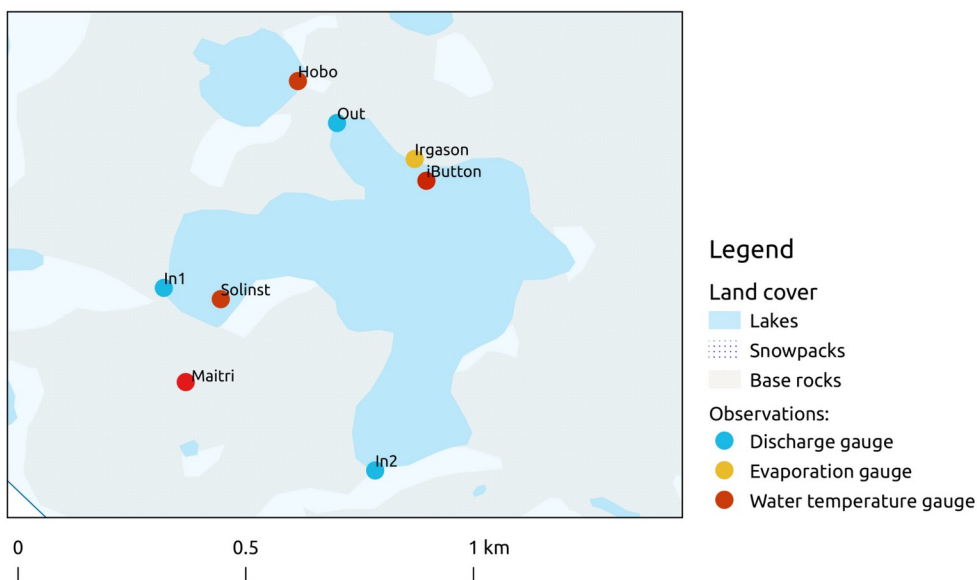 Hobo
Out
Irgason
iButton
In1
Solinst
Maitri
In2
Legend
Land cover
Lakes
Snowpacks
Base rocks
Observations:
Discharge gauge
Evaporation gauge
Water temperature gauge
0 0.5 1 km